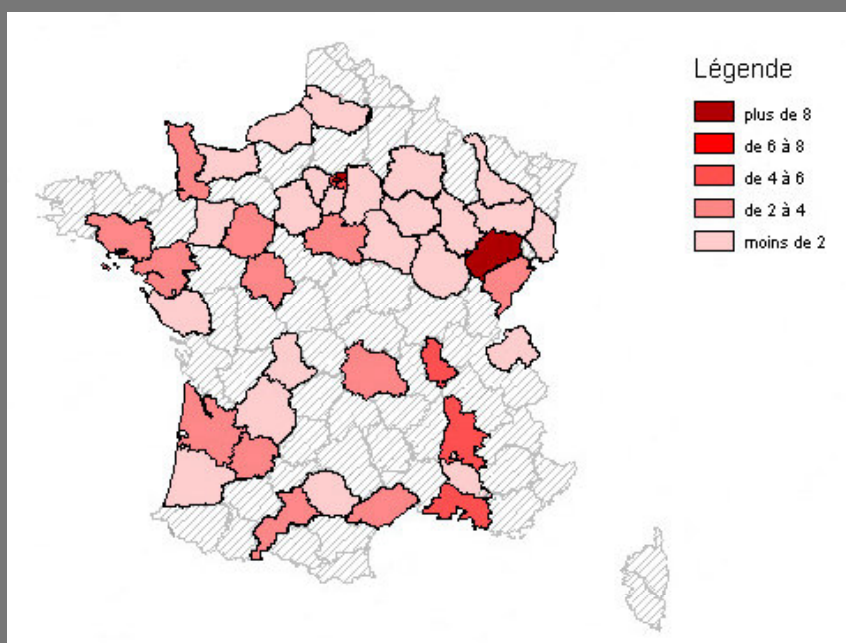 Légende
plus de 8
de 6 à 8
de 4 à 6
de 2 à 4
moins de 2